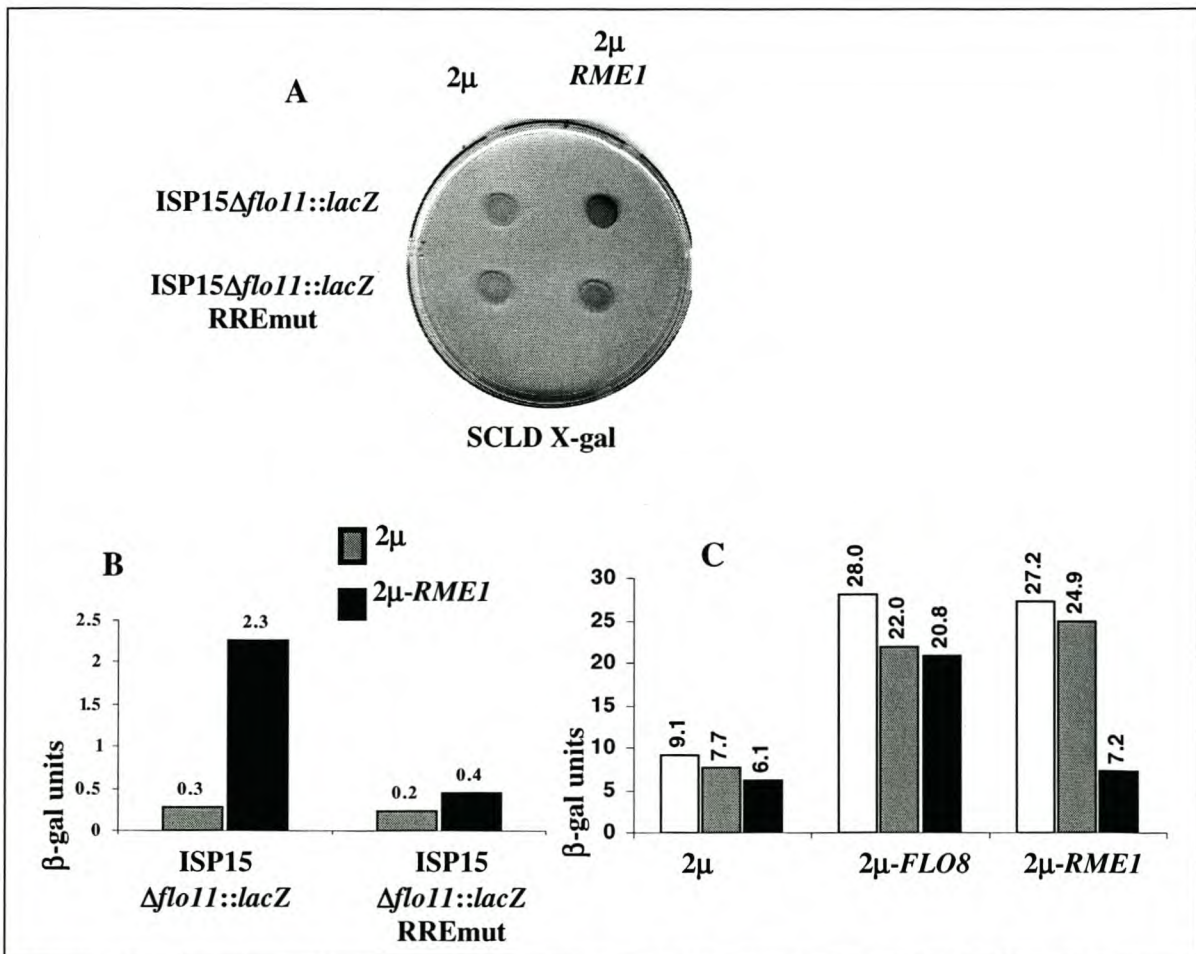 A
2μ
2μ
RME1
ISP15Δflo11::lacZ
ISP15Δflo11::lacZ
RREmut
SCLD X-gal
B
2μ
2μ-RME1
β-gal units
2.5
2
1.5
1
0.5
0
0.3
2.3
0.2
0.4
ISP15
Δflo11::lacZ
ISP15
Δflo11::lacZ
RREmut
C
β-gal units
30
25
20
15
10
5
0
9.1
7.7
6.1
28.0
22.0
20.8
27.2
24.9
7.2
2μ
2μ-FLO8
2μ-RME1